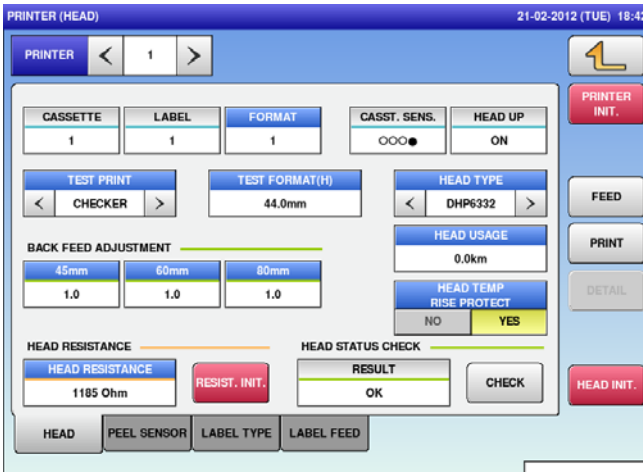 PRINTER (HEAD) 21-02-2012 (TUE) 18:42
PRINTER < 1 >
PRINTER INIT.
CASSETTE LABEL FORMAT CASST. SENS. HEAD UP
1 1 1 ○○○● ON
TEST PRINT TEST FORMAT(H) HEAD TYPE
< CHECKER > 44.0mm < DHP6332 >
FEED
HEAD USAGE
0.0km
PRINT
BACK FEED ADJUSTMENT
45mm 60mm 80mm
1.0 1.0 1.0
HEAD TEMP
RISE PROTECT
NO YES
DETAIL
HEAD RESISTANCE HEAD STATUS CHECK
HEAD RESISTANCE RESULT
1185 Ohm RESIST. INIT. OK CHECK
HEAD INIT.
HEAD PEEL SENSOR LABEL TYPE LABEL FEED